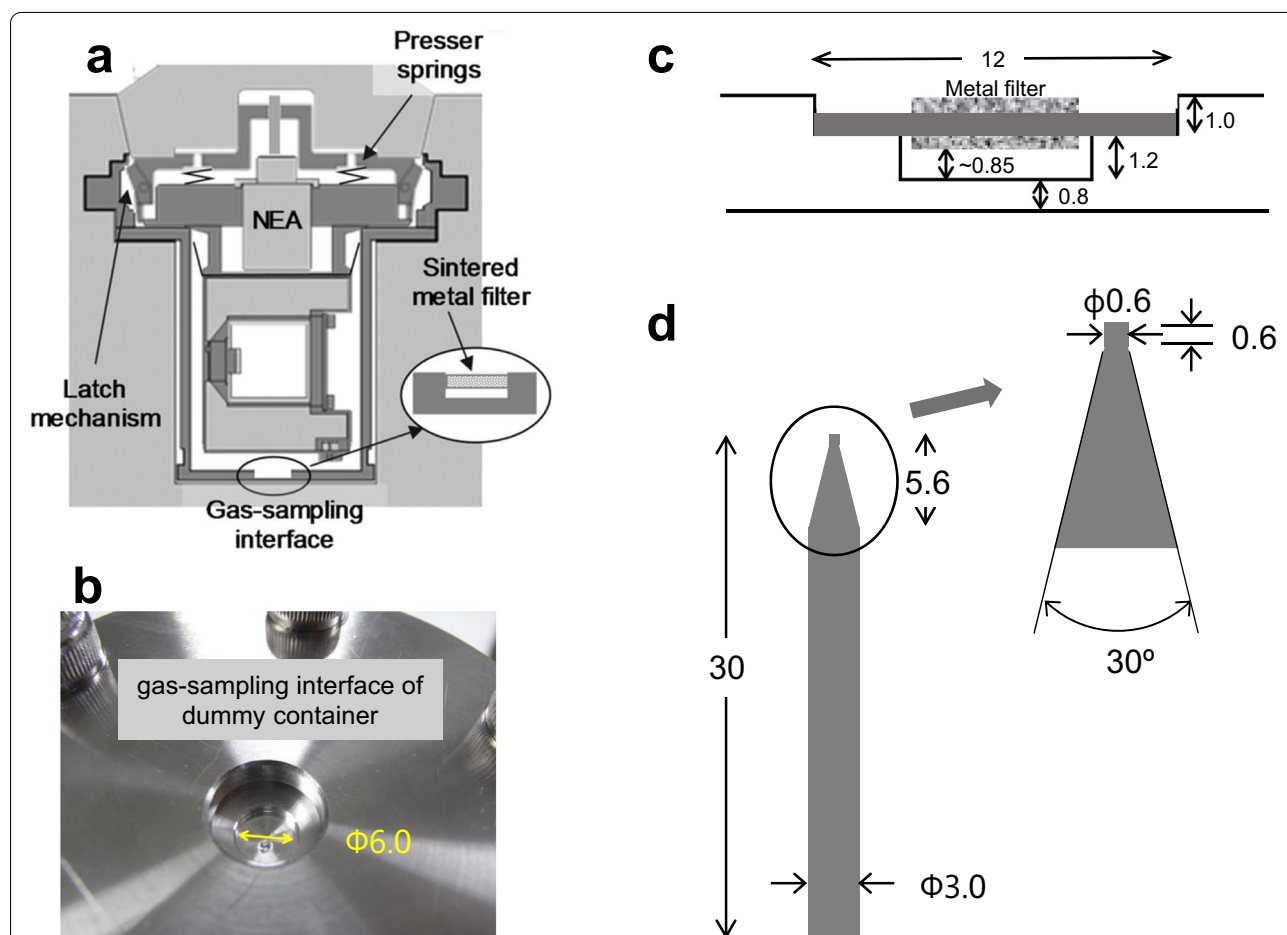 a
Presser
springs
NEA
Sintered
metal filter
Latch
mechanism
Gas-sampling
interface
b
gas-sampling interface of
dummy container
Φ6.0
c
12
Metal filter
1.0
~0.85
1.2
0.8
d
ϕ0.6
0.6
5.6
30
30º
Φ3.0